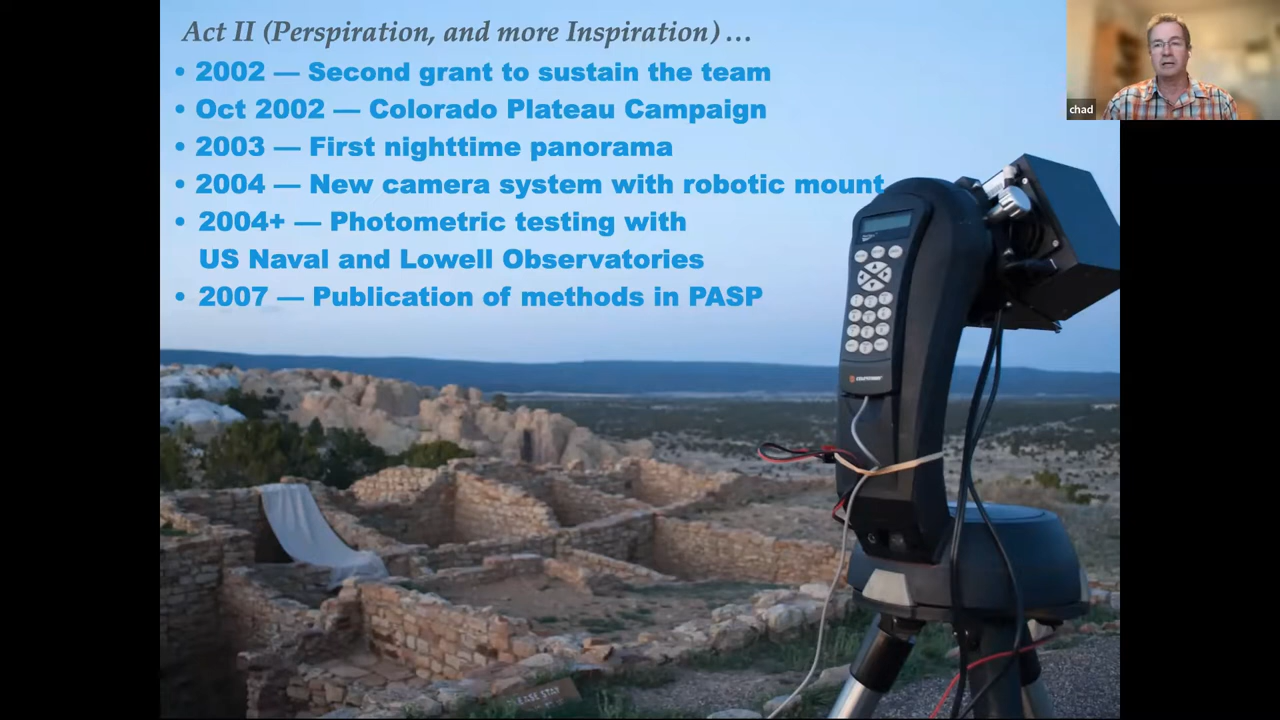 Act II (Perspiration, and more Inspiration) …
• 2002 — Second grant to sustain the team
• Oct 2002 — Colorado Plateau Campaign
• 2003 — First nighttime panorama
• 2004 — New camera system with robotic mount
• 2004+ — Photometric testing with
US Naval and Lowell Observatories
• 2007 — Publication of methods in PASP
chad